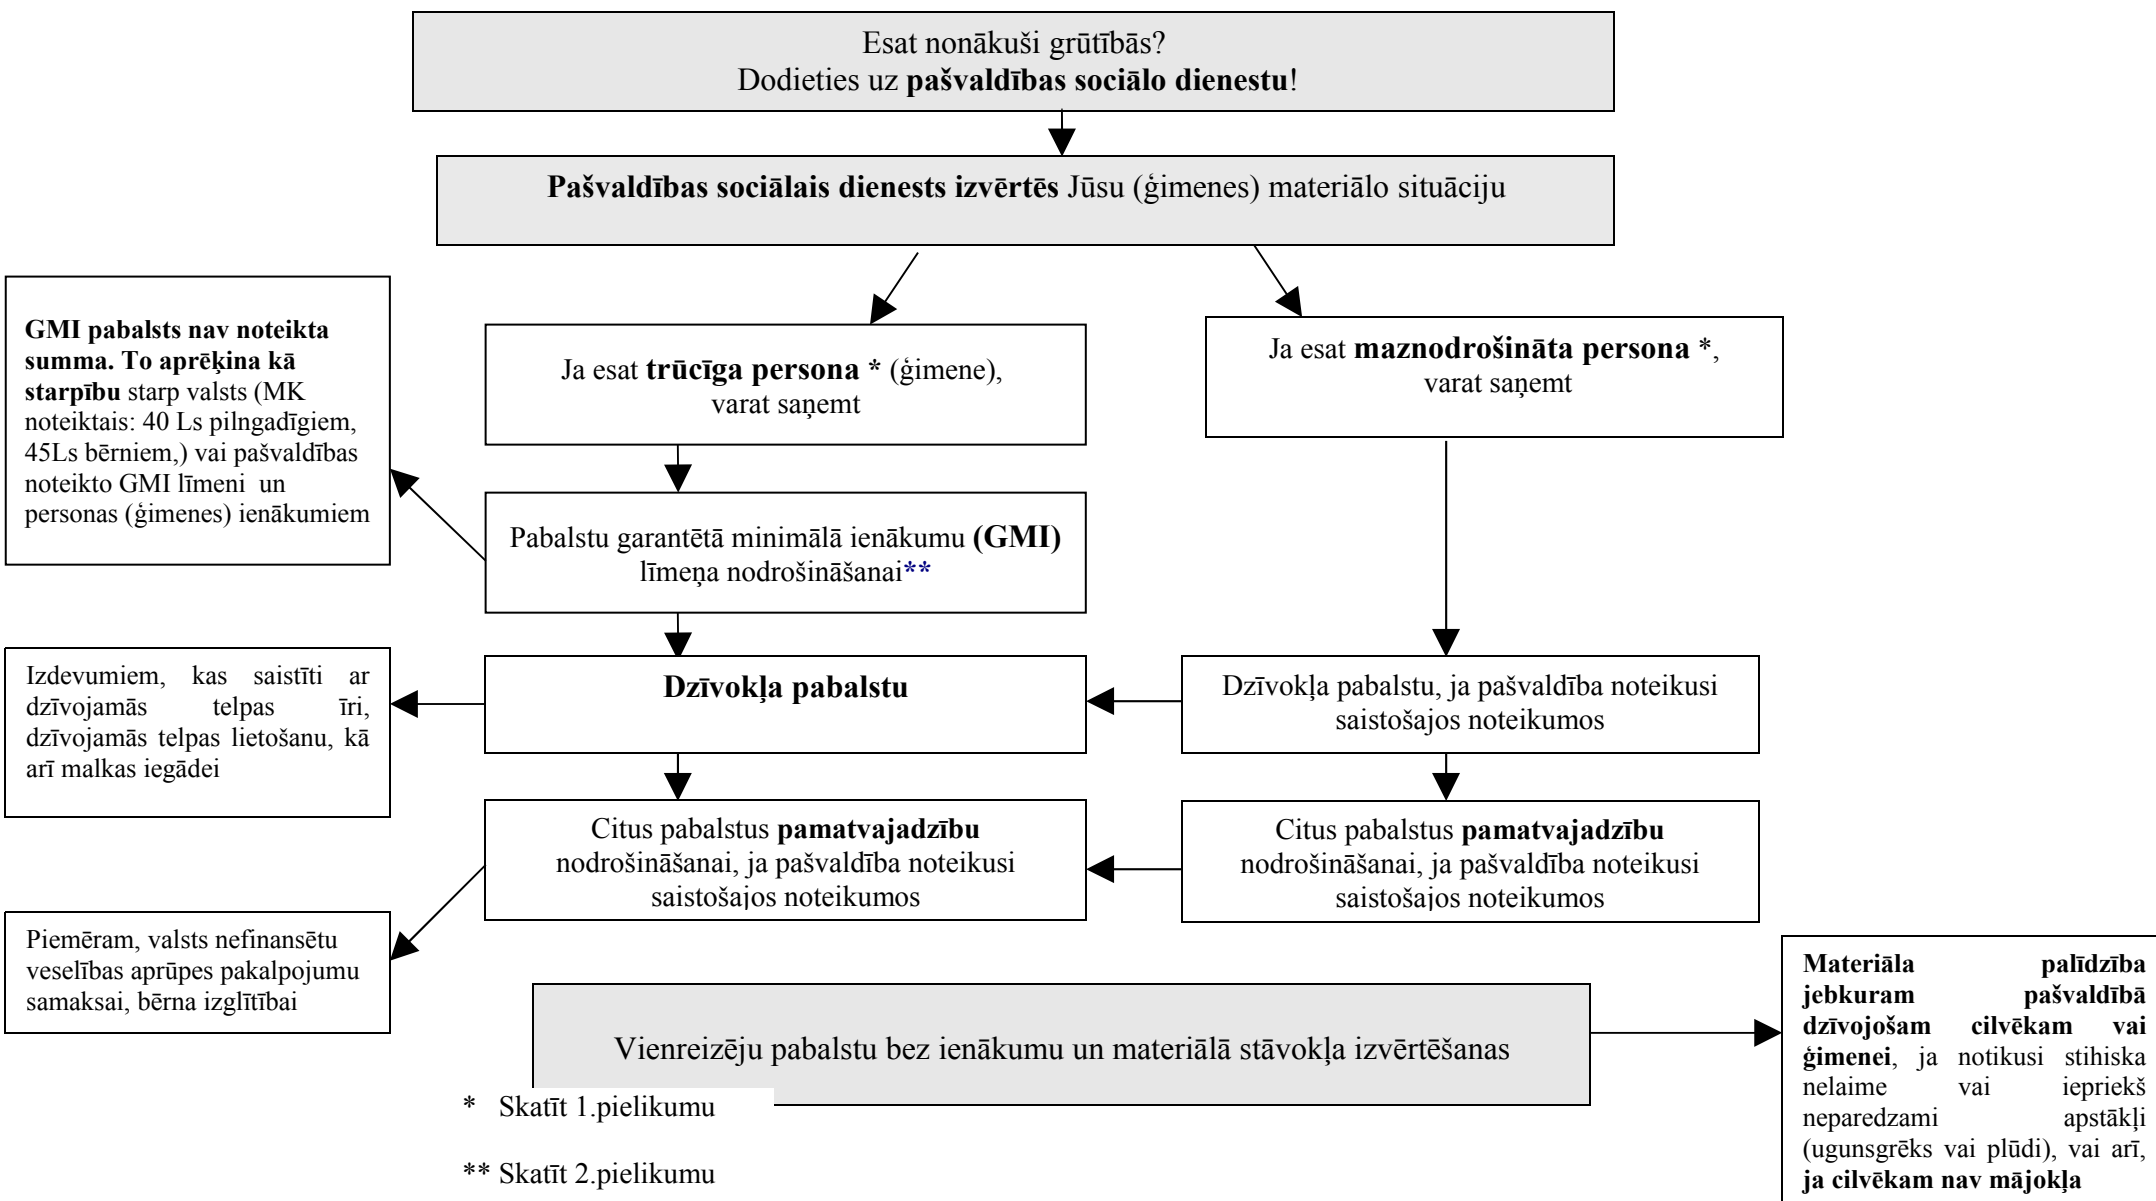 Esat nonākuši grūtībās?
Dodieties uz pašvaldības sociālo dienestu!
Pašvaldības sociālais dienests izvērtēs Jūsu (ģimenes) materiālo situāciju
GMI pabalsts nav noteikta
summa. To aprēķina kā
starpību starp valsts (MK
noteiktais: 40 Ls pilngadīgiem,
45Ls bērniem,) vai pašvaldības
noteikto GMI līmeni un
personas (ģimenes) ienākumiem
Ja esat trūcīga persona * (ģimene),
varat saņemt
Ja esat maznodrošināta persona *,
varat saņemt
Pabalstu garantētā minimālā ienākumu (GMI)
līmeņa nodrošināšanai**
Izdevumiem, kas saistīti ar
dzīvojamās telpas īri,
dzīvojamās telpas lietošanu, kā
arī malkas iegādei
Dzīvokļa pabalstu
Dzīvokļa pabalstu, ja pašvaldība noteikusi
saistošajos noteikumos
Citus pabalstus pamatvajadzību
nodrošināšanai, ja pašvaldība noteikusi
saistošajos noteikumos
Citus pabalstus pamatvajadzību
nodrošināšanai, ja pašvaldība noteikusi
saistošajos noteikumos
Piemēram, valsts nefinansētu
veselības aprūpes pakalpojumu
samaksai, bērna izglītībai
Vienreizēju pabalstu bez ienākumu un materiālā stāvokļa izvērtēšanas
Materiāla palīdzība
jebkuram pašvaldībā
dzīvojošam cilvēkam vai
ģimenei, ja notikusi stihiska
nelaime vai iepriekš
neparedzami apstākļi
(ugunsgrēks vai plūdi), vai arī,
ja cilvēkam nav mājokļa
* Skatīt 1.pielikumu
** Skatīt 2.pielikumu